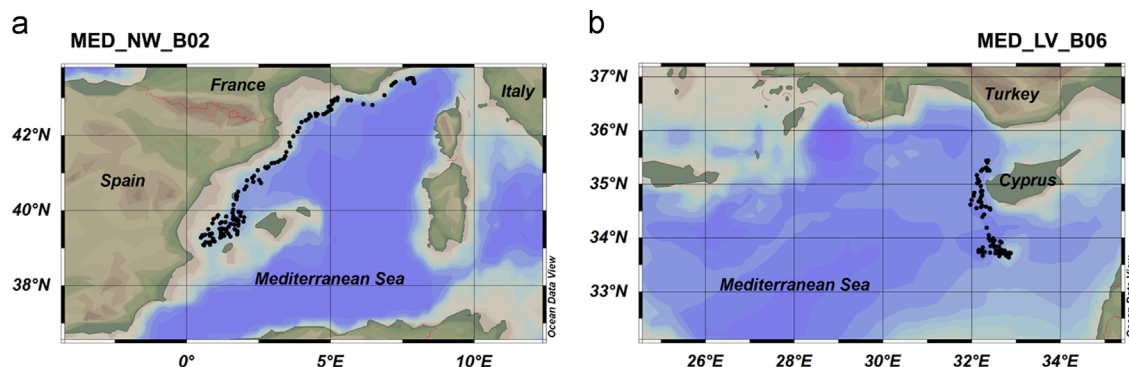 a
MED_NW_B02
France
Italy
42°N
Spain
40°N
38°N
Mediterranean Sea
Ocean Data View
0°
5°E
10°E
b
MED_LV_B06
37°N
Turkey
36°N
35°N
Cyprus
34°N
33°N
Mediterranean Sea
Ocean Data View
26°E
28°E
30°E
32°E
34°E